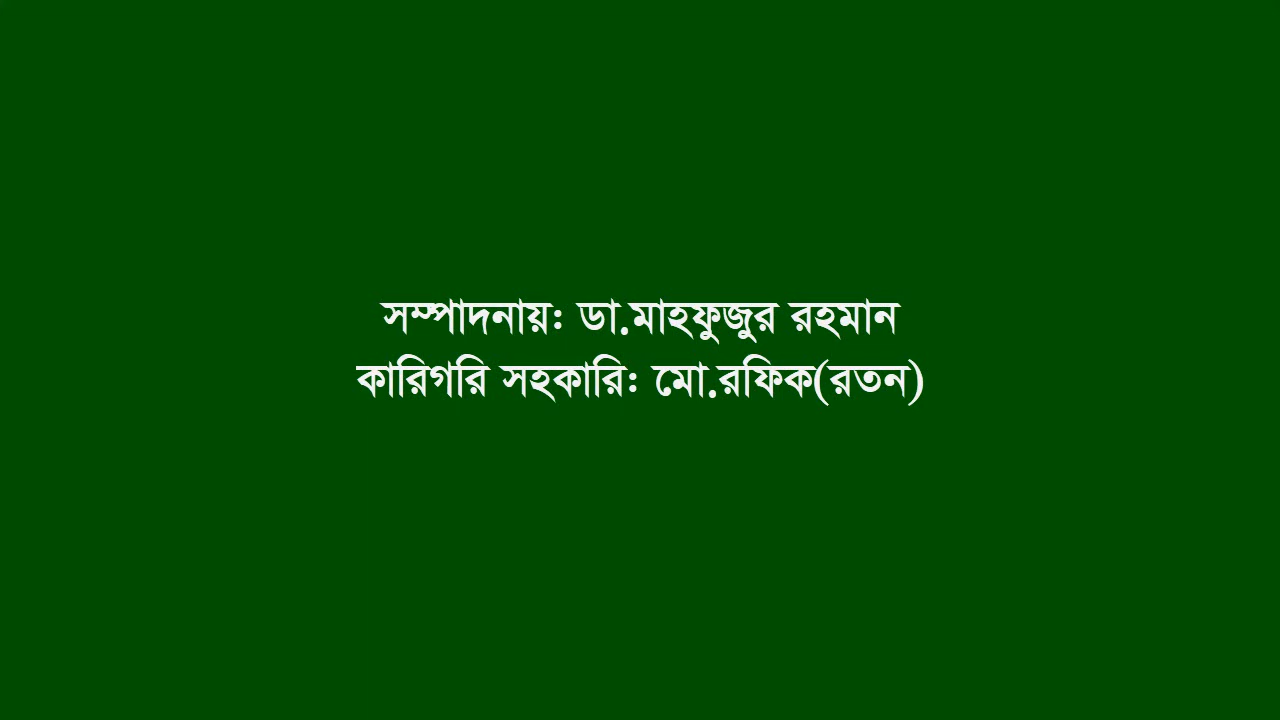 সম্পাদনায়: ডা.মাহফুজুর রহমান
কারিগরি সহকারি: মো.রফিক(রতন)